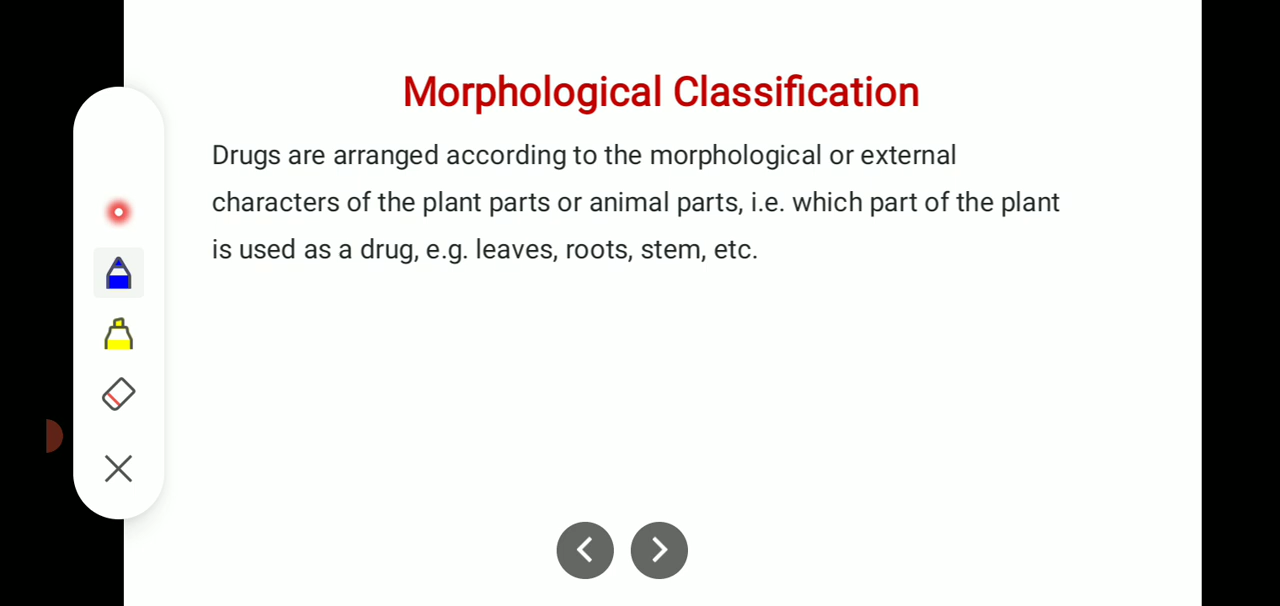 Morphological Classification
Drugs are arranged according to the morphological or external
characters of the plant parts or animal parts, i.e. which part of the plant
is used as a drug, e.g. leaves, roots, stem, etc.